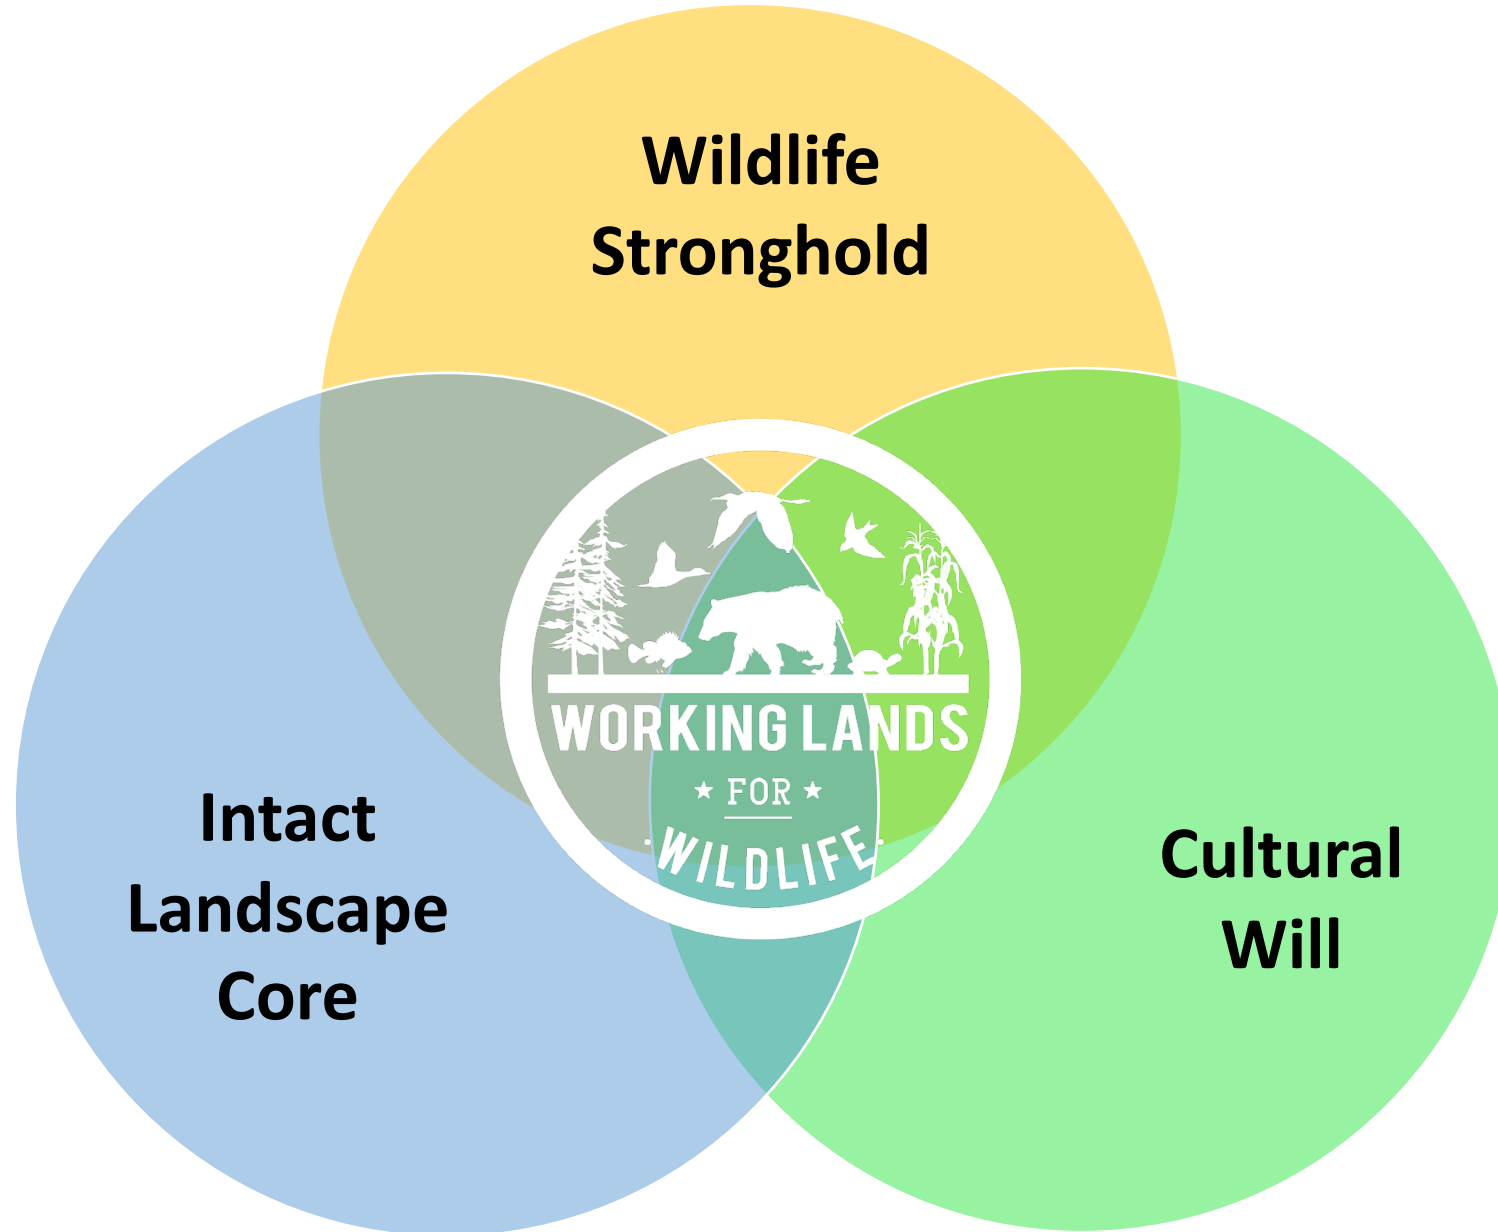 Wildlife
Stronghold
WORKING LANDS
FOR
WILDLIFE
Intact
Landscape
Core
Cultural
Will